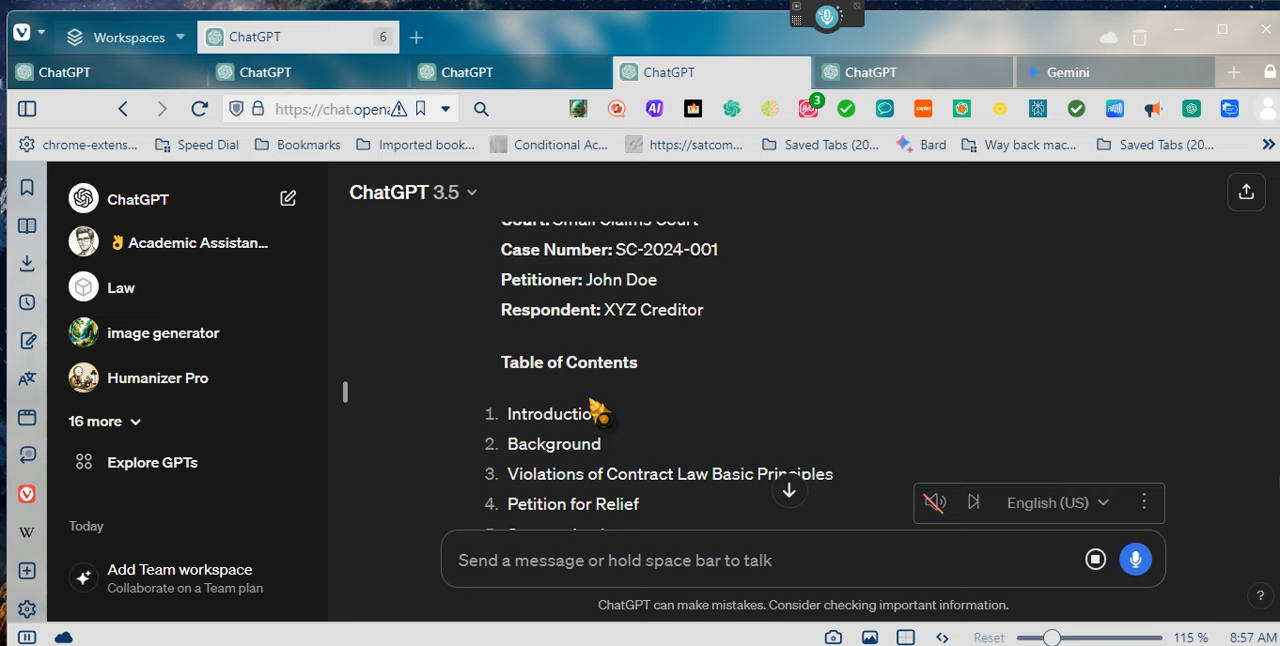 Workspaces ChatGPT 6
ChatGPT ChatGPT ChatGPT ChatGPT ChatGPT Gemini
https://chat.opena 3
chrome-extens... Speed Dial Bookmarks Imported book... Conditional Ac... https://satcom... Saved Tabs (20... Bard Way back mac... Saved Tabs (20...
ChatGPT
Academic Assistan...
Law
image generator
Humanizer Pro
16 more
Explore GPTs
Today
Add Team workspace
Collaborate on a Team plan
ChatGPT 3.5
Court: Small Claims Court
Case Number: SC-2024-001
Petitioner: John Doe
Respondent: XYZ Creditor
Table of Contents
1. Introductio
2. Background
3. Violations of Contract Law Basic Principles
4. Petition for Relief
English (US)
Send a message or hold space bar to talk
ChatGPT can make mistakes. Consider checking important information.
?
Reset 115 % 8:57 AM